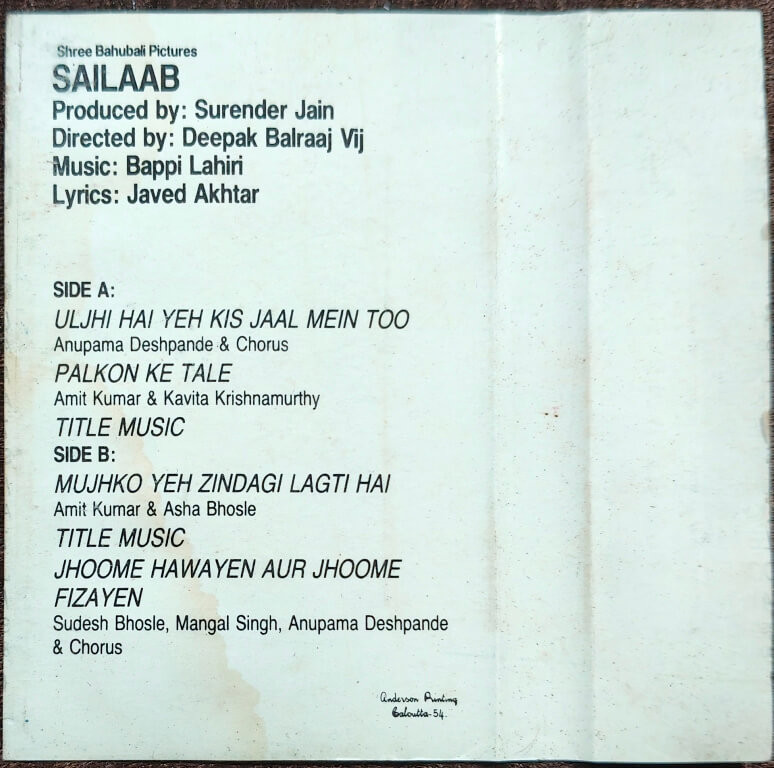 Shree Bahubali Pictures
SAILAAB
Produced by: Surender Jain
Directed by: Deepak Balraaj Vij
Music: Bappi Lahiri
Lyrics: Javed Akhtar
SIDE A:
ULJHI HAI YEH KIS JAAL MEIN TOO
Anupama Deshpande & Chorus
PALKON KE TALE
Amit Kumar & Kavita Krishnamurthy
TITLE MUSIC
SIDE B:
MUJHKO YEH ZINDAGI LAGTI HAI
Amit Kumar & Asha Bhosle
TITLE MUSIC
JHOOME HAWAYEN AUR JHOOME
FIZAYEN
Sudesh Bhosle, Mangal Singh, Anupama Deshpande
& Chorus
Anderson Printing
Calcutta-54.